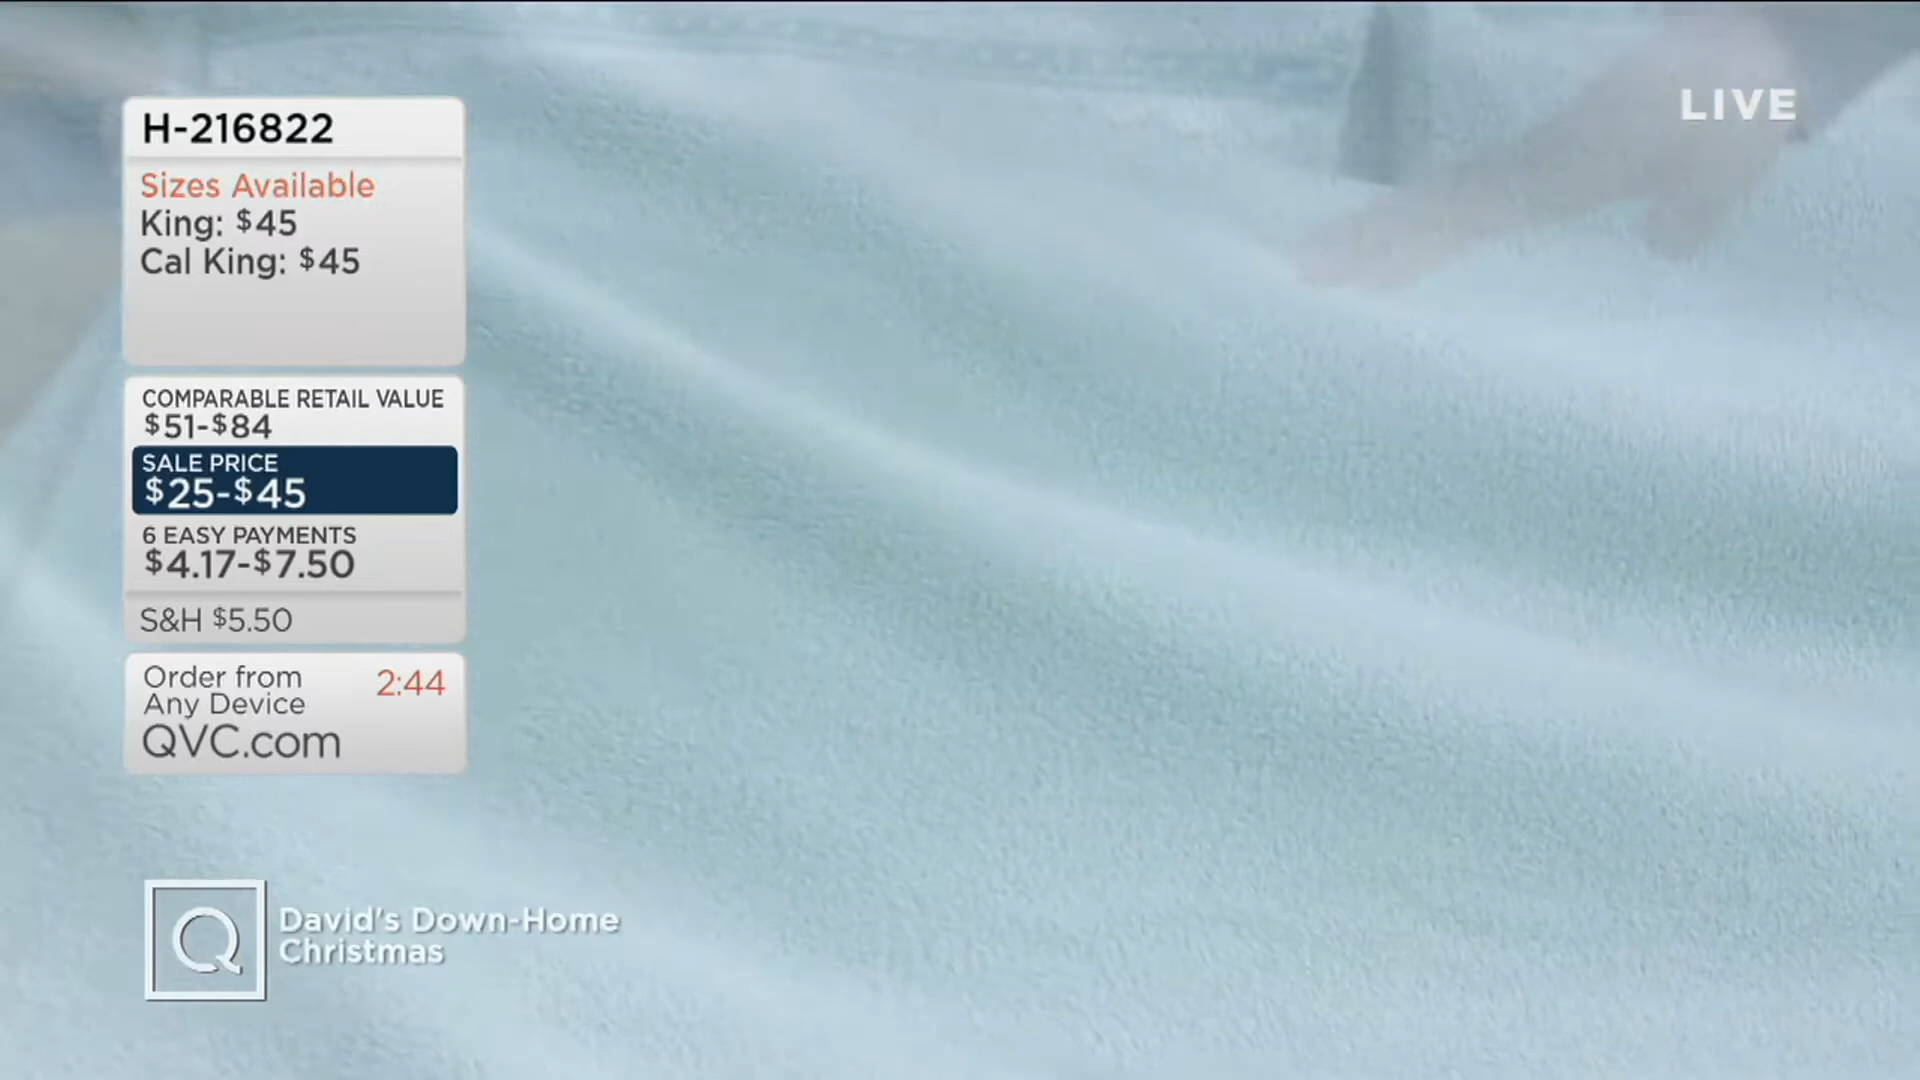 H-216822
Sizes Available
King: $45
Cal King: $45
COMPARABLE RETAIL VALUE
$51-$84
SALE PRICE
$25-$45
6 EASY PAYMENTS
$4.17-$7.50
S&H $5.50
Order from
Any Device
2:44
QVC.com
LIVE
Q
David's Down-Home
Christmas